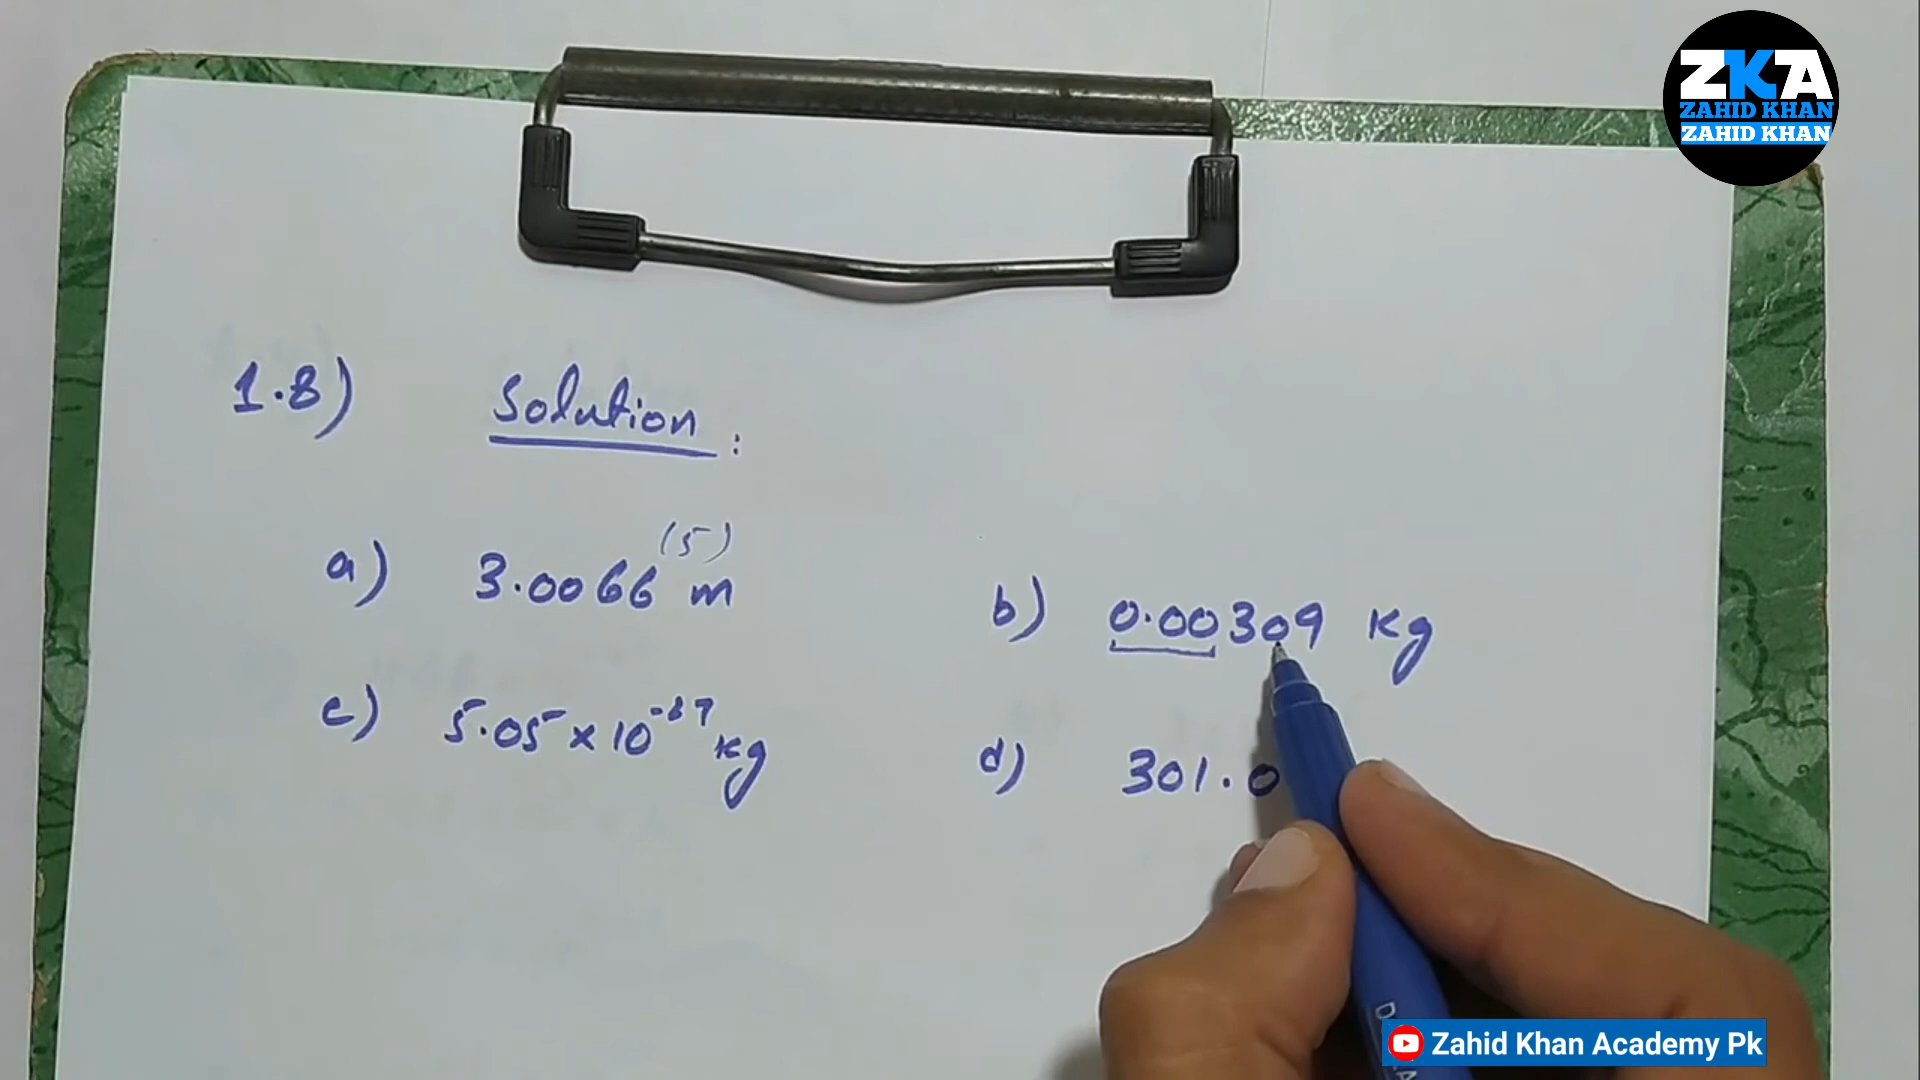 ZKA
ZAHID KHAN
ZAHID KHAN
1.8) Solution:
a) 3.0066 m (5)
b) 0.00309 Kg
c) 5.05 × 10⁻²⁷ kg
d) 301.0
Zahid Khan Academy Pk